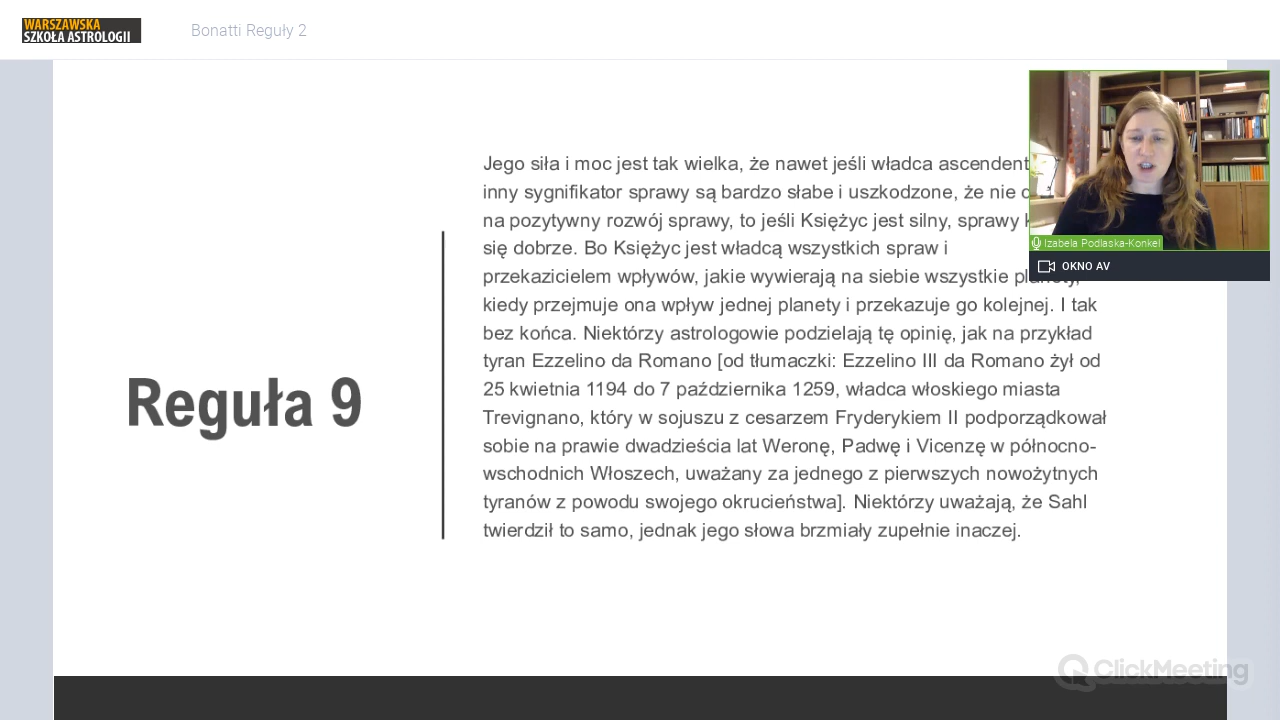 WARSZAWSKA
SZKOŁA ASTROLOGII
Bonatti Reguły 2
Reguła 9
Jego siła i moc jest tak wielka, że nawet jeśli władca
inny sygnifikator sprawy są bardzo słabe i uszkodzone, że nie
na pozytywny rozwój sprawy, to jeśli Księżyc jest silny, sprawy
się dobrze. Bo Księżyc jest władcą wszystkich spraw i
przekazicielem wpływów, jakie wywierają na siebie wszystkie planety,
kiedy przejmuje ona wpływ jednej planety i przekazuje go kolejnej. I tak
bez końca. Niektórzy astrologowie podzielają tę opinię, jak na przykład
tyran Ezzelino da Romano [od tłumaczki: Ezzelino III da Romano żył od
25 kwietnia 1194 do 7 października 1259, władca włoskiego miasta
Trevignano, który w sojuszu z cesarzem Fryderykiem II podporządkował
sobie na prawie dwadzieścia lat Weronę, Padwę i Vicenzę w północno-
wschodnich Włoszech, uważany za jednego z pierwszych nowożytnych
tyranów z powodu swojego okrucieństwa]. Niektórzy uważają, że Sahl
twierdził to samo, jednak jego słowa brzmiały zupełnie inaczej.
Izabela Podlaska-Konkel
OKNO AV
ClickMeeting